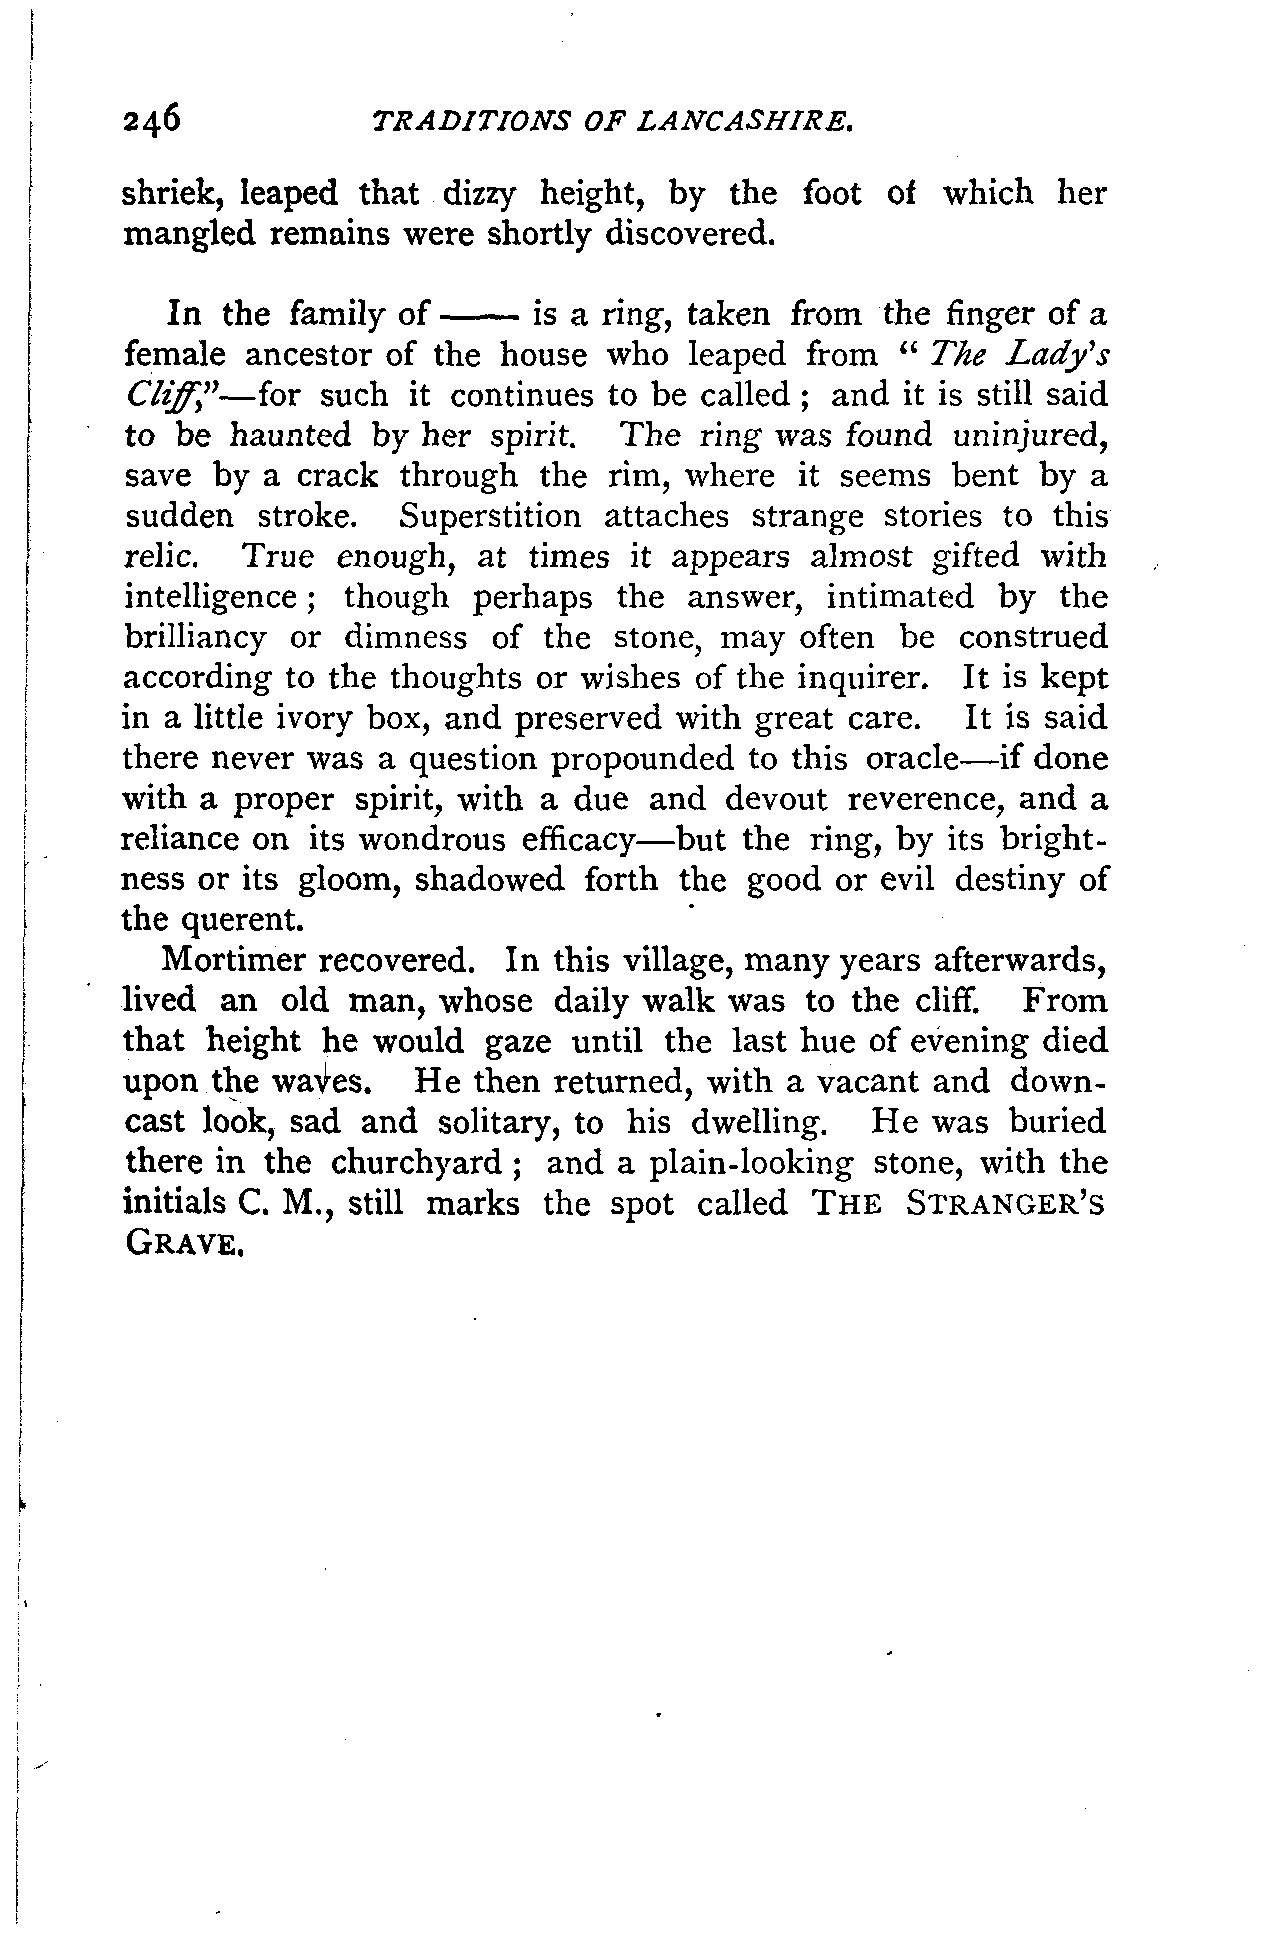 246 TRADITIONS OF LANCASHIRE.
shriek, leaped that dizzy height, by the foot of which her
mangled remains were shortly discovered.
In the family of —— is a ring, taken from the finger of a
female ancestor of the house who leaped from “ The Lady's
Cliff,”—for such it continues to be called ; and it is still said
to be haunted by her spirit. The ring was found uninjured,
save by a crack through the rim, where it seems bent by a
sudden stroke. Superstition attaches strange stories to this
relic. True enough, at times it appears almost gifted with
intelligence ; though perhaps the answer, intimated by the
brilliancy or dimness of the stone, may often be construed
according to the thoughts or wishes of the inquirer. It is kept
in a little ivory box, and preserved with great care. It is said
there never was a question propounded to this oracle—if done
with a proper spirit, with a due and devout reverence, and a
reliance on its wondrous efficacy—but the ring, by its bright-
ness or its gloom, shadowed forth the good or evil destiny of
the querent.
Mortimer recovered. In this village, many years afterwards,
lived an old man, whose daily walk was to the cliff. From
that height he would gaze until the last hue of evening died
upon the waves. He then returned, with a vacant and down-
cast look, sad and solitary, to his dwelling. He was buried
there in the churchyard ; and a plain-looking stone, with the
initials C. M., still marks the spot called THE STRANGER'S
GRAVE.